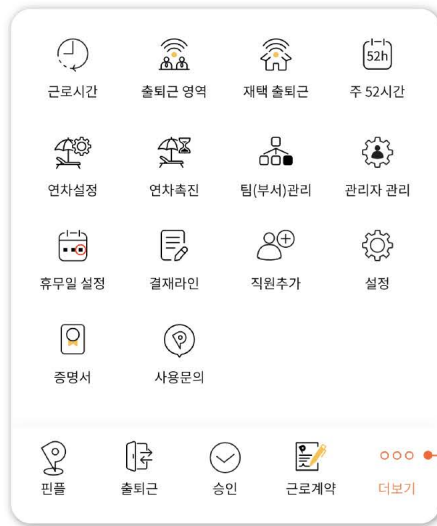 근로시간
출퇴근 영역
재택 출퇴근
52h
주 52시간
연차설정
연차촉진
팀(부서)관리
관리자 관리
휴무일 설정
결재라인
직원추가
설정
증명서
사용문의
핀플
출퇴근
승인
근로계약
더보기